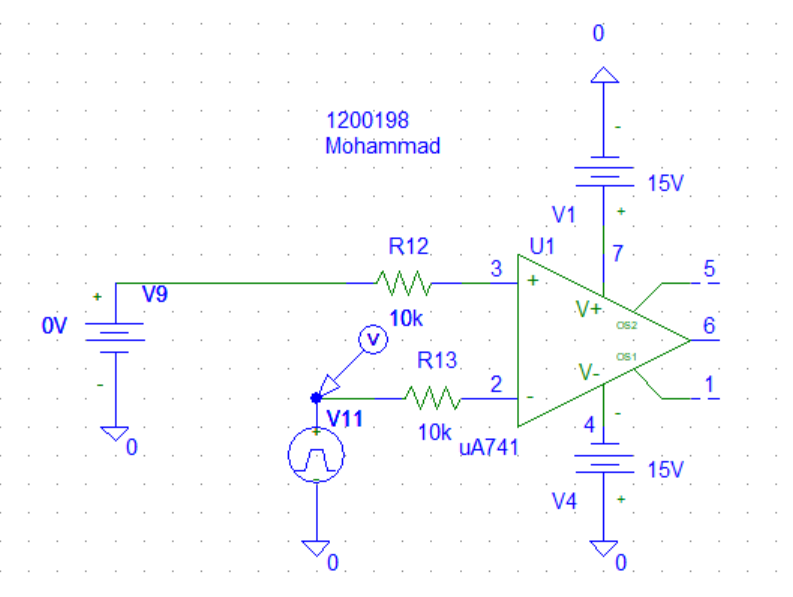 0
1200198
Mohammad
-
15V
V1
+
R12
U1
7
3
+
5
+
V9
V+
OS2
0V
10k
V
6
R13
OS1
-
2
V-
1
-
V11
4
-
+
10k
uA741
15V
0
V4
+
-
0
0